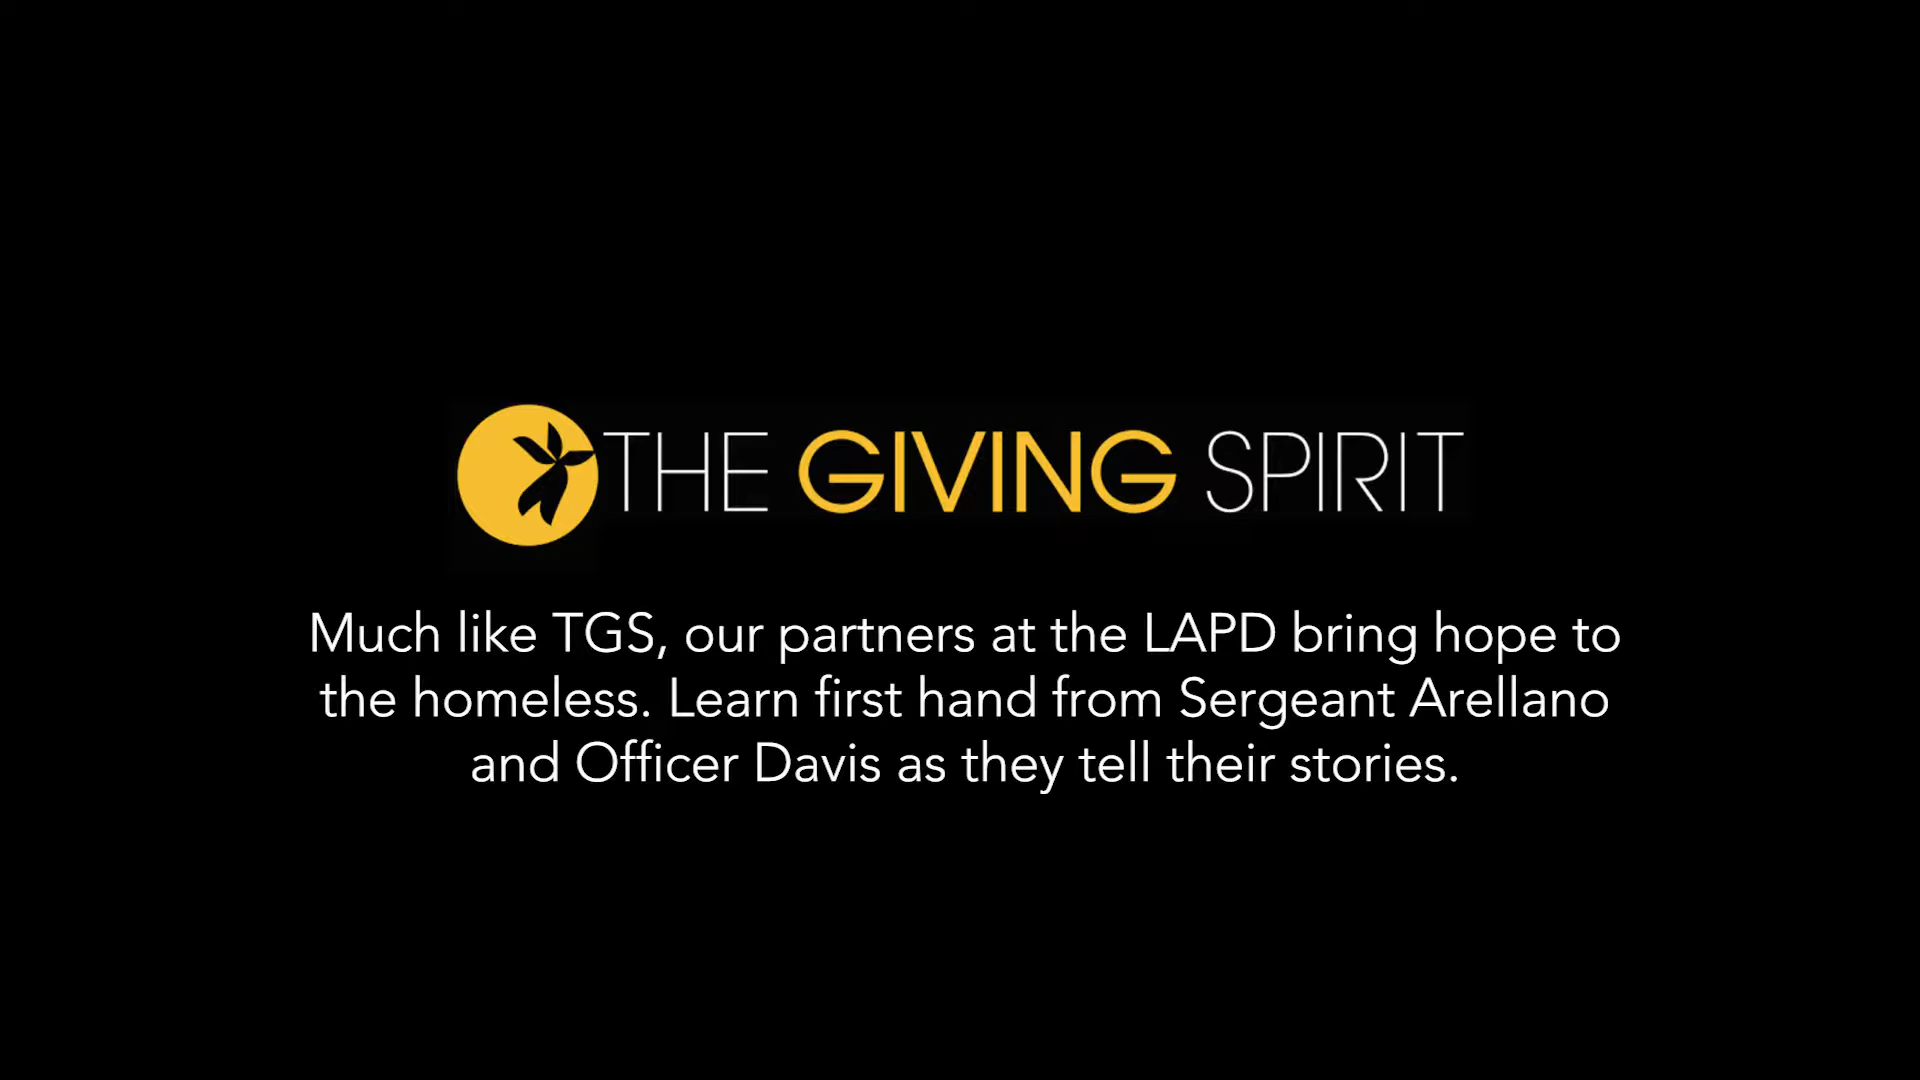 THE GIVING SPIRIT
Much like TGS, our partners at the LAPD bring hope to
the homeless. Learn first hand from Sergeant Arellano
and Officer Davis as they tell their stories.